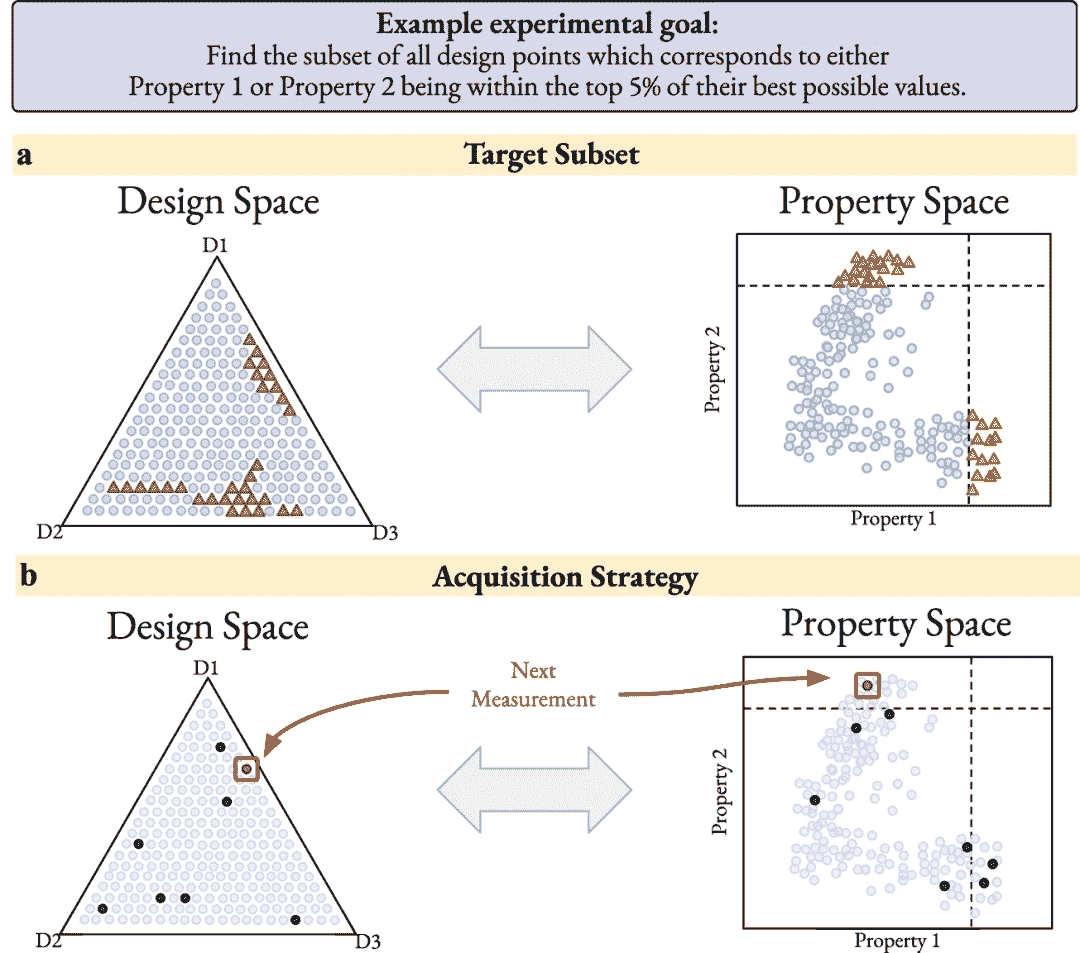 Example experimental goal:
Find the subset of all design points which corresponds to either
Property 1 or Property 2 being within the top 5% of their best possible values.
a
Target Subset
Design Space
Property Space
D1
D2
D3
Property 2
Property 1
b
Acquisition Strategy
Design Space
Property Space
D1
Next
Measurement
D2
D3
Property 2
Property 1